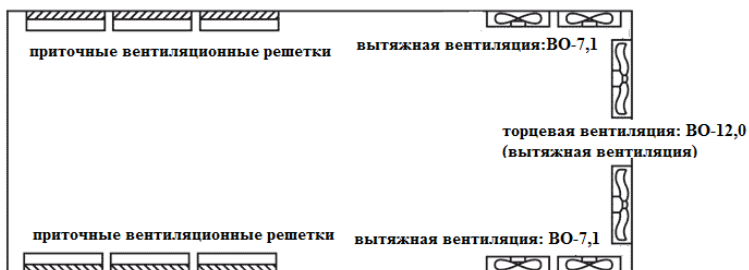 приточные вентиляционные решетки
вытяжная вентиляция:ВО-7,1
торцевая вентиляция: ВО-12,0
(вытяжная вентиляция)
приточные вентиляционные решетки
вытяжная вентиляция: ВО-7,1